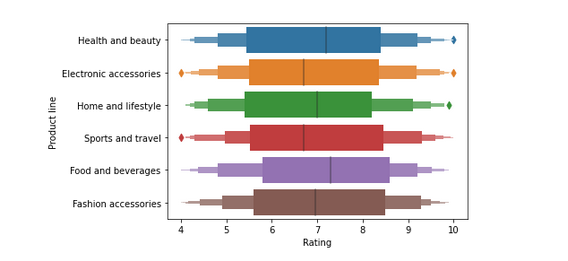 Health and beauty
Electronic accessories
Home and lifestyle
Sports and travel
Food and beverages
Fashion accessories
Product line
4 5 6 7 8 9 10
Rating